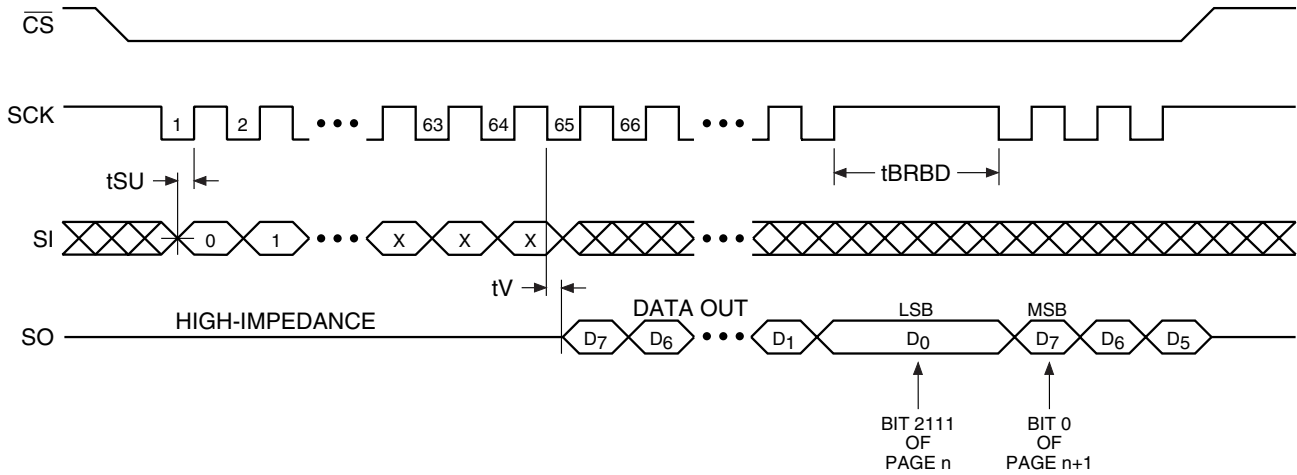 CS
SCK
1 2 ••• 63 64 65 66 •••
tSU
tBRBD
SI
0 1 ••• X X X •••
tV
HIGH-IMPEDANCE
DATA OUT
LSB
MSB
SO
D7 D6 ••• D1 D0 D7 D6 D5
BIT 2111
OF
PAGE n
BIT 0
OF
PAGE n+1